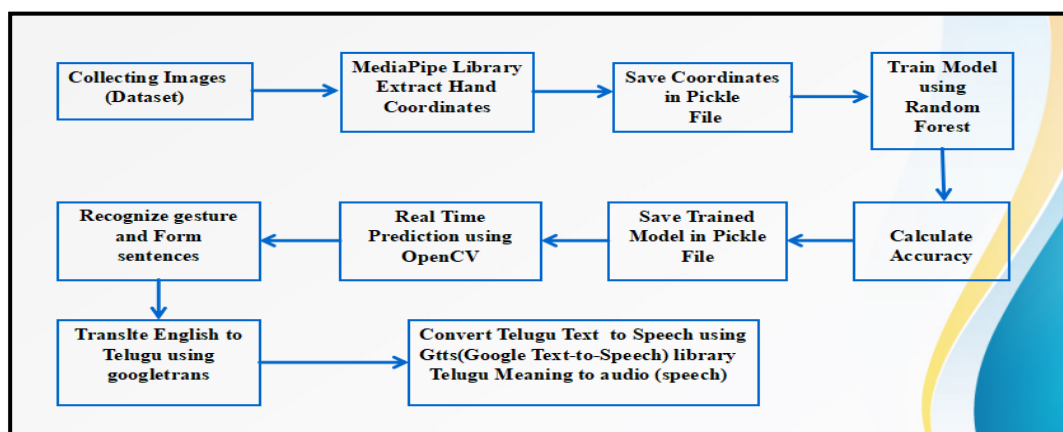 Collecting Images
(Dataset)
MediaPipe Library
Extract Hand
Coordinates
Save Coordinates
in Pickle
File
Train Model
using
Random
Forest
Recognize gesture
and Form
sentences
Real Time
Prediction using
OpenCV
Save Trained
Model in Pickle
File
Calculate
Accuracy
Translte English to
Telugu using
googletrans
Convert Telugu Text to Speech using
Gtts(Google Text-to-Speech) library
Telugu Meaning to audio (speech)